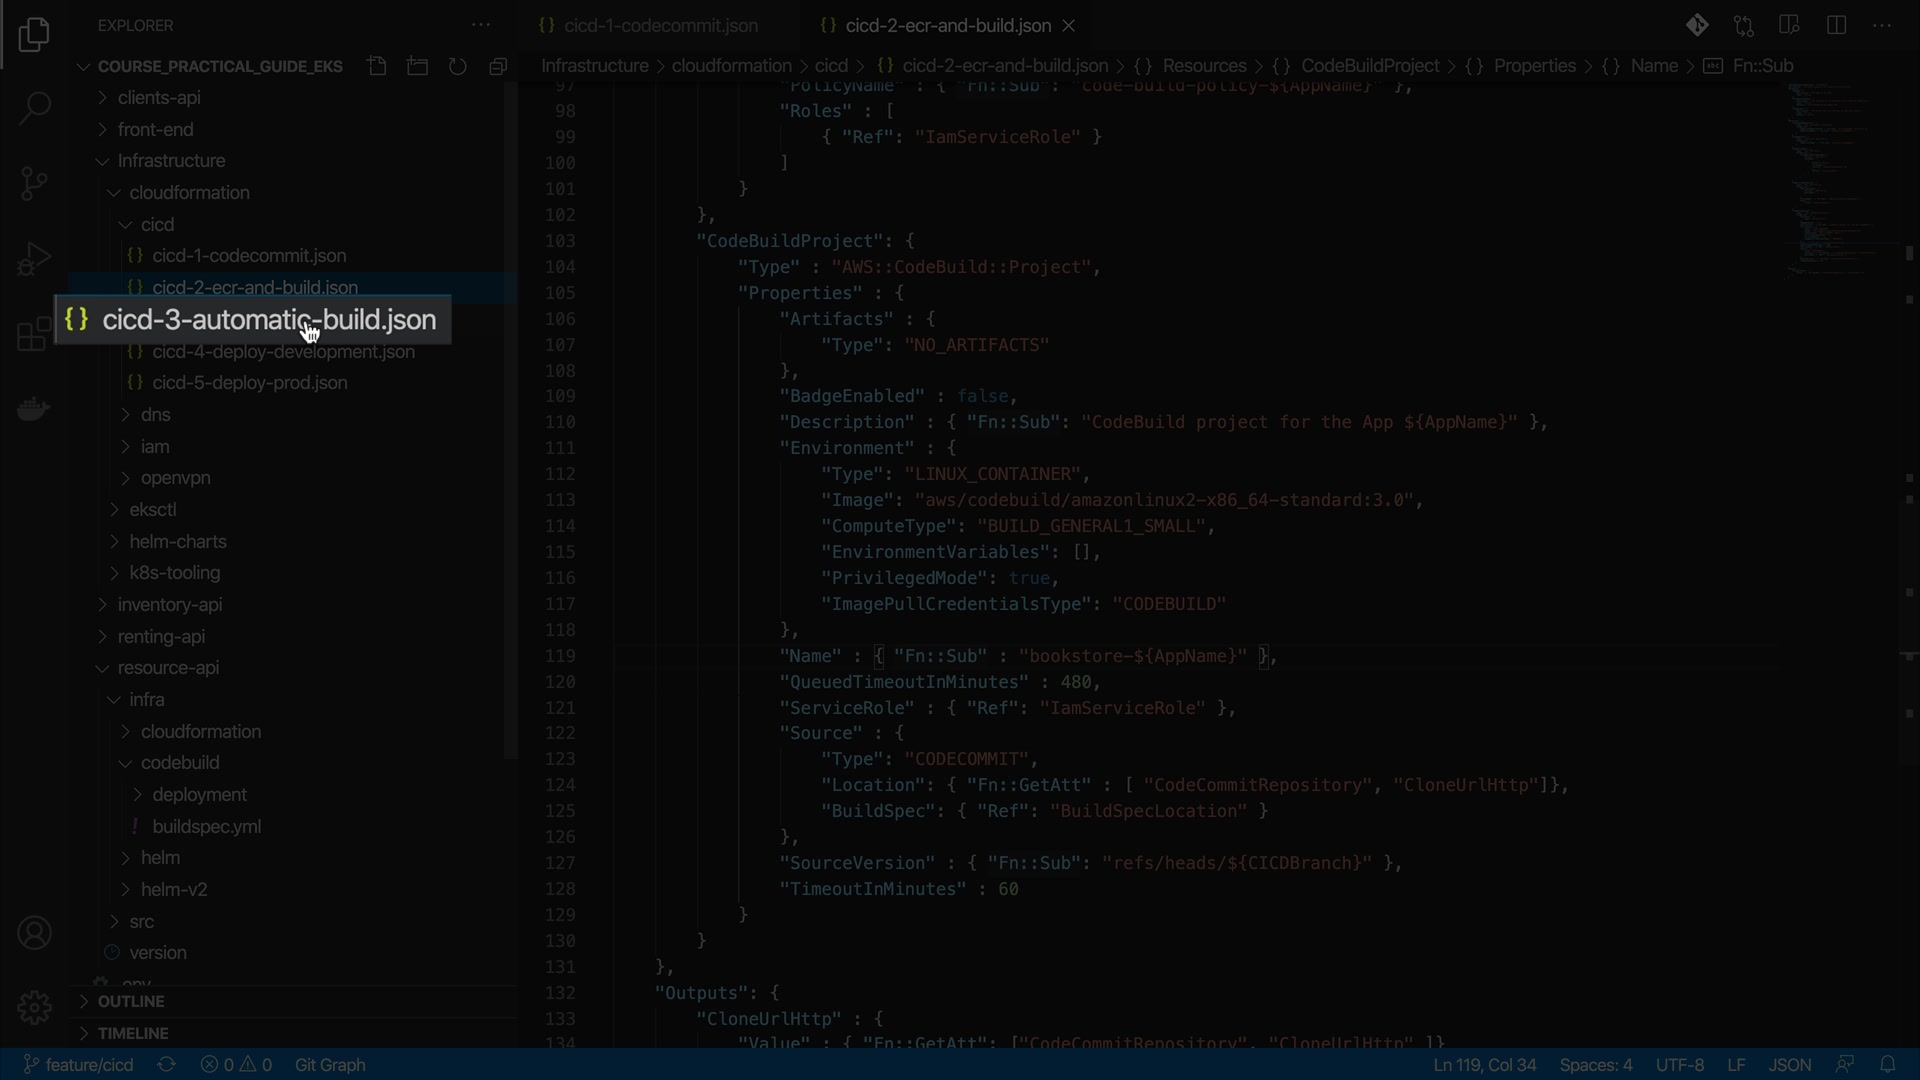 EXPLORER
COURSE_PRACTICAL_GUIDE_EKS
clients-api
front-end
Infrastructure
cloudformation
cicd
cicd-1-codecommit.json
cicd-2-ecr-and-build.json
cicd-3-automatic-build.json
cicd-4-deploy-development.json
cicd-5-deploy-prod.json
dns
iam
openvpn
eksctl
helm-charts
k8s-tooling
inventory-api
renting-api
resource-api
infra
cloudformation
codebuild
deployment
buildspec.yml
helm
helm-v2
src
version
OUTLINE
TIMELINE
cicd-1-codecommit.json
cicd-2-ecr-and-build.json
Infrastructure > cloudformation > cicd > {} cicd-2-ecr-and-build.json > {} Resources > {} CodeBuildProject > {} Properties > {} Name > Fn::Sub
97 "PolicyName" : { "Fn::Sub": "code-build-policy-${AppName}" },
98 "Roles" : [
99 { "Ref": "IamServiceRole" }
100 ]
101 }
102 },
103 "CodeBuildProject": {
104 "Type" : "AWS::CodeBuild::Project",
105 "Properties" : {
106 "Artifacts" : {
107 "Type": "NO_ARTIFACTS"
108 },
109 "BadgeEnabled" : false,
110 "Description" : { "Fn::Sub": "CodeBuild project for the App ${AppName}" },
111 "Environment" : {
112 "Type": "LINUX_CONTAINER",
113 "Image": "aws/codebuild/amazonlinux2-x86_64-standard:3.0",
114 "ComputeType": "BUILD_GENERAL1_SMALL",
115 "EnvironmentVariables": [],
116 "PrivilegedMode": true,
117 "ImagePullCredentialsType": "CODEBUILD"
118 },
119 "Name" : { "Fn::Sub" : "bookstore-${AppName}" },
120 "QueuedTimeoutInMinutes" : 480,
121 "ServiceRole" : { "Ref": "IamServiceRole" },
122 "Source" : {
123 "Type": "CODECOMMIT",
124 "Location": { "Fn::GetAtt" : [ "CodeCommitRepository", "CloneUrlHttp"]},
125 "BuildSpec": { "Ref": "BuildSpecLocation" }
126 },
127 "SourceVersion" : { "Fn::Sub": "refs/heads/${CICDBranch}" },
128 "TimeoutInMinutes" : 60
129 }
130 }
131 },
132 "Outputs": {
133 "CloneUrlHttp" : {
134 "Value" : { "Fn::GetAtt": ["CodeCommitRepository", "CloneUrlHttp" ]}
feature/cicd 0 0 Git Graph Ln 119, Col 34 Spaces: 4 UTF-8 LF JSON